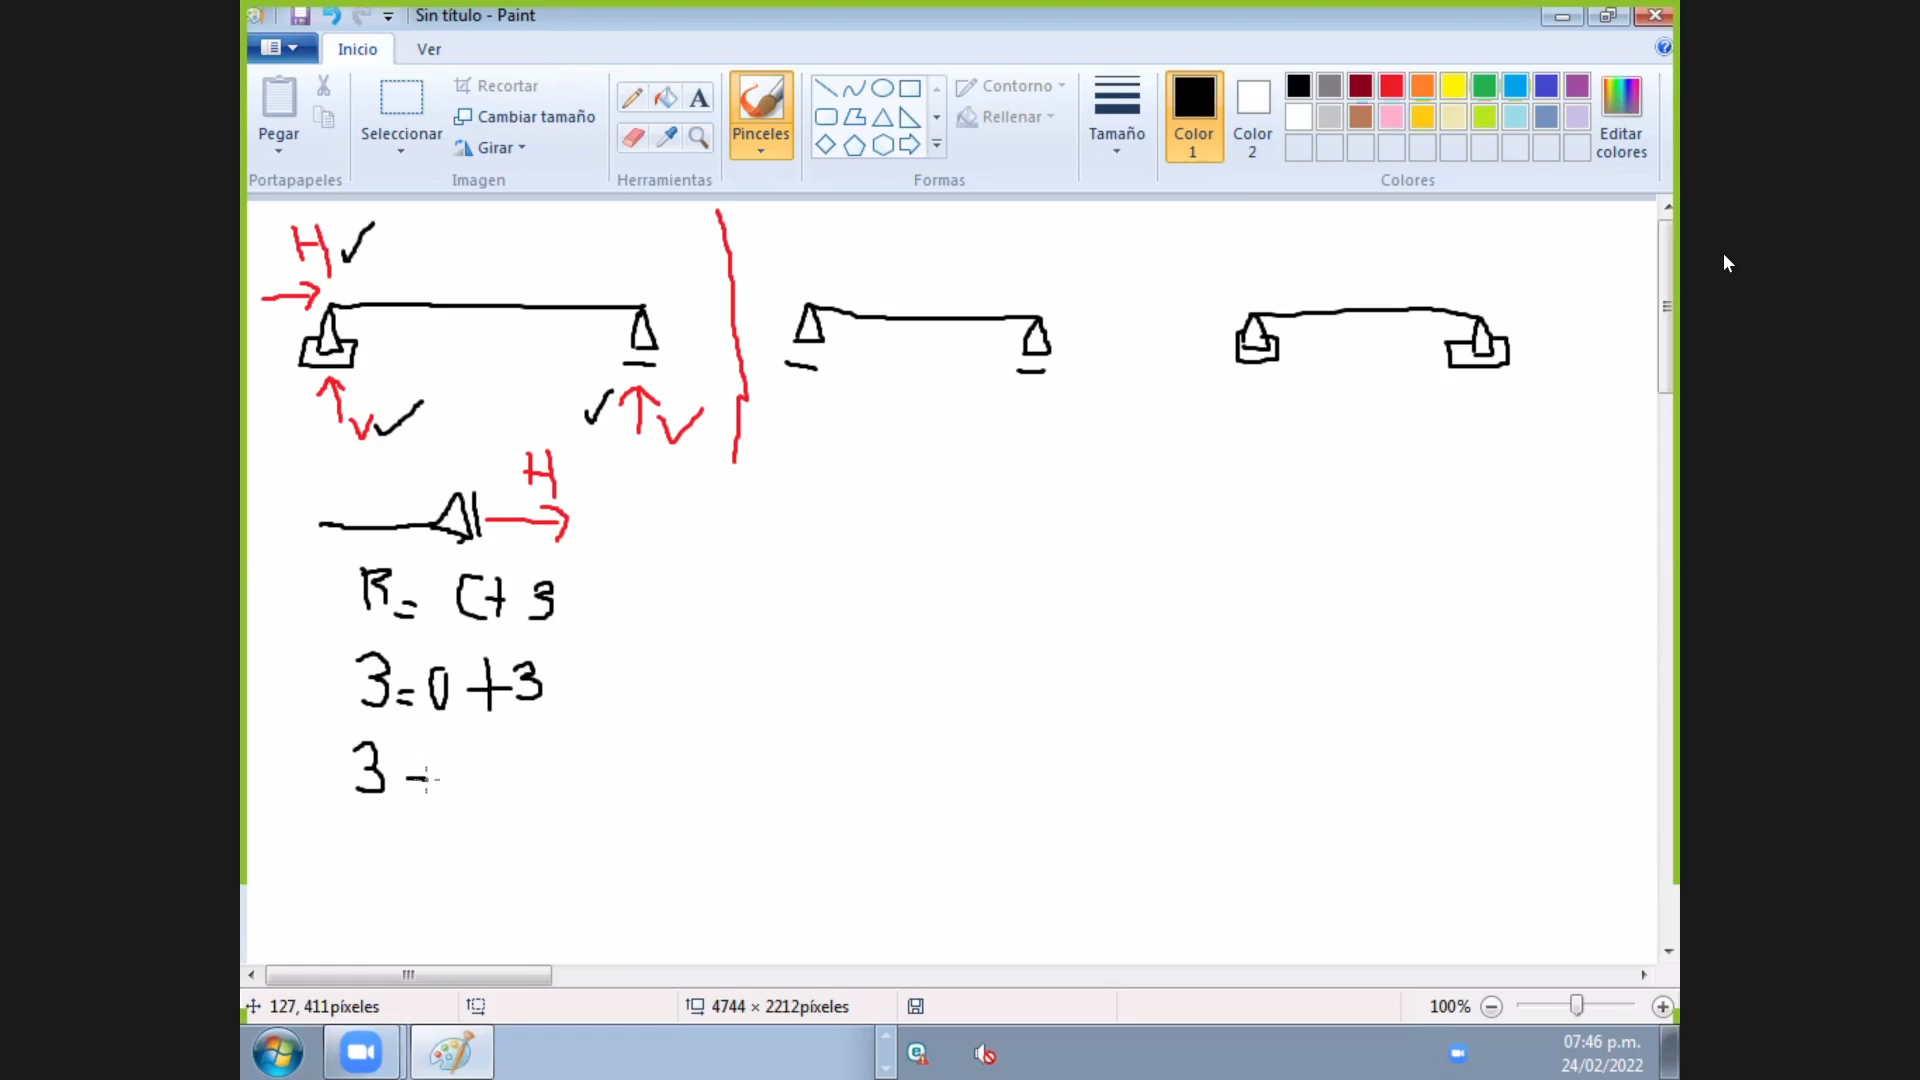 Sin título - Paint
Inicio Ver
Pegar
Seleccionar
Recortar
Cambiar tamaño
Girar
Pinceles
Contorno
Rellenar
Tamaño
Color 1
Color 2
Editar colores
Portapapeles Imagen Herramientas Formas Colores
H ✓
V ✓ ✓ V
H
R = C + 3
3 = 0 + 3
3 -
127, 411píxeles
4744 × 2212píxeles
100%
07:46 p.m.
24/02/2022